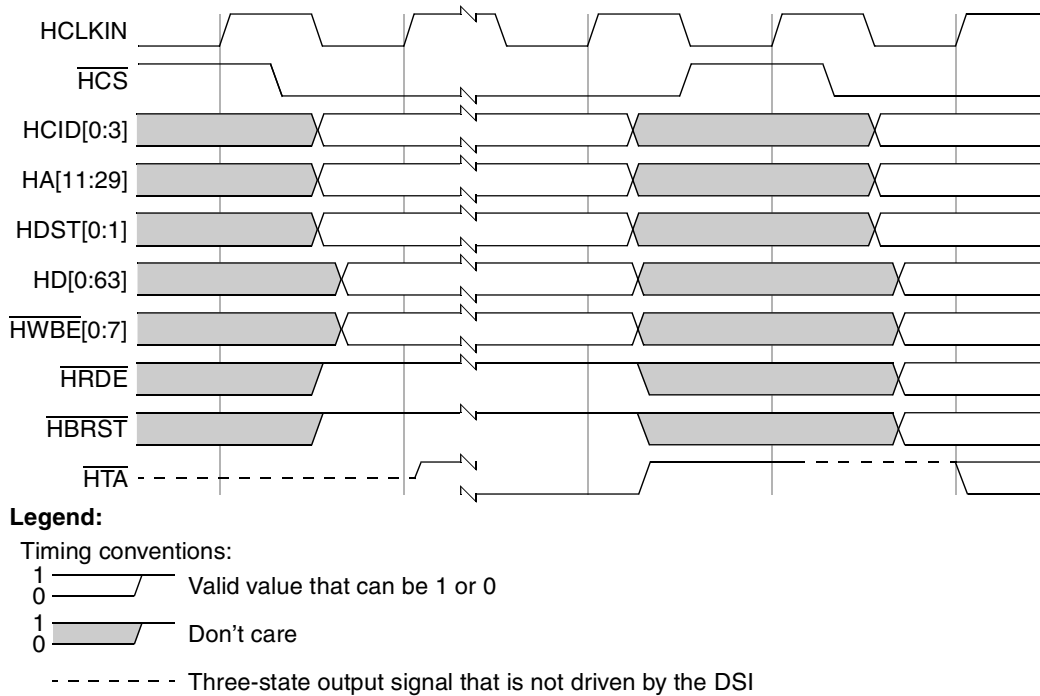 HCLKIN
HCS
HCID[0:3]
HA[11:29]
HDST[0:1]
HD[0:63]
HWBE[0:7]
HRDE
HBRST
HTA
Legend:
Timing conventions:
1
0
Valid value that can be 1 or 0
1
0
Don't care
Three-state output signal that is not driven by the DSI